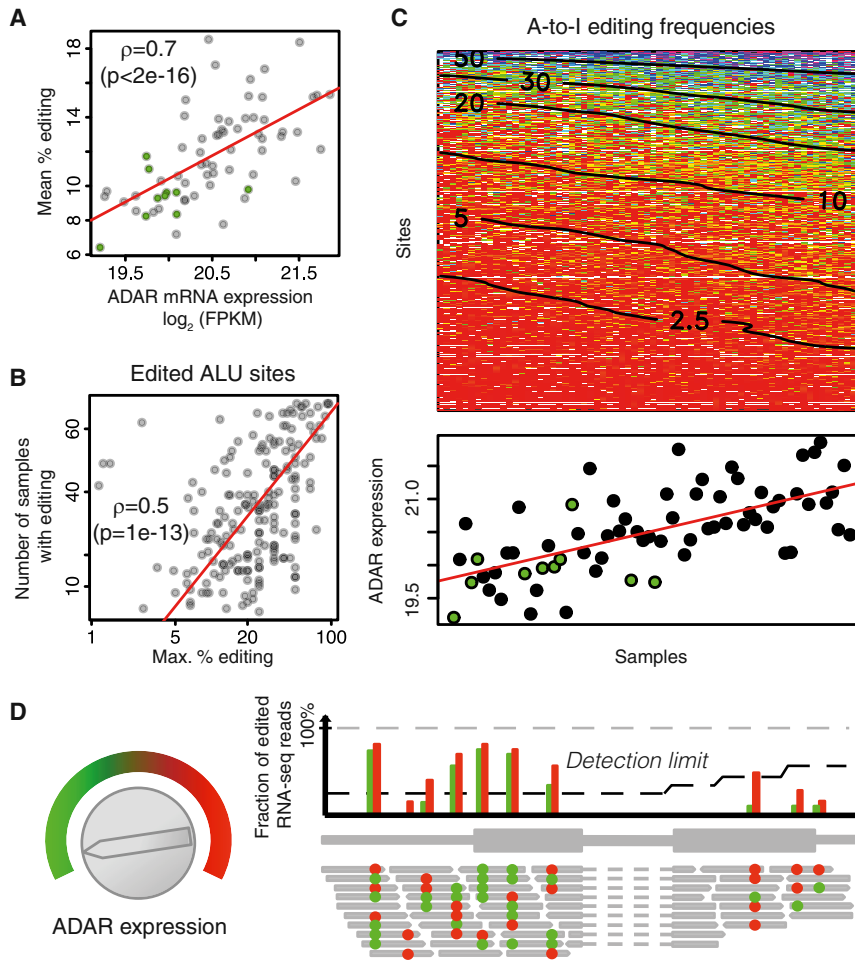 A
18
14
10
8
6
ρ=0.7
(p<2e-16)
Mean % editing
19.5
20.5
21.5
ADAR mRNA expression
log2 (FPKM)
B
Edited ALU sites
60
40
10
ρ=0.5
(p=1e-13)
Number of samples
with editing
1
5
20
100
Max. % editing
C
A-to-I editing frequencies
50
30
20
10
5
2.5
Sites
21.0
19.5
ADAR expression
Samples
D
ADAR expression
Fraction of edited
RNA-seq reads
100%
Detection limit